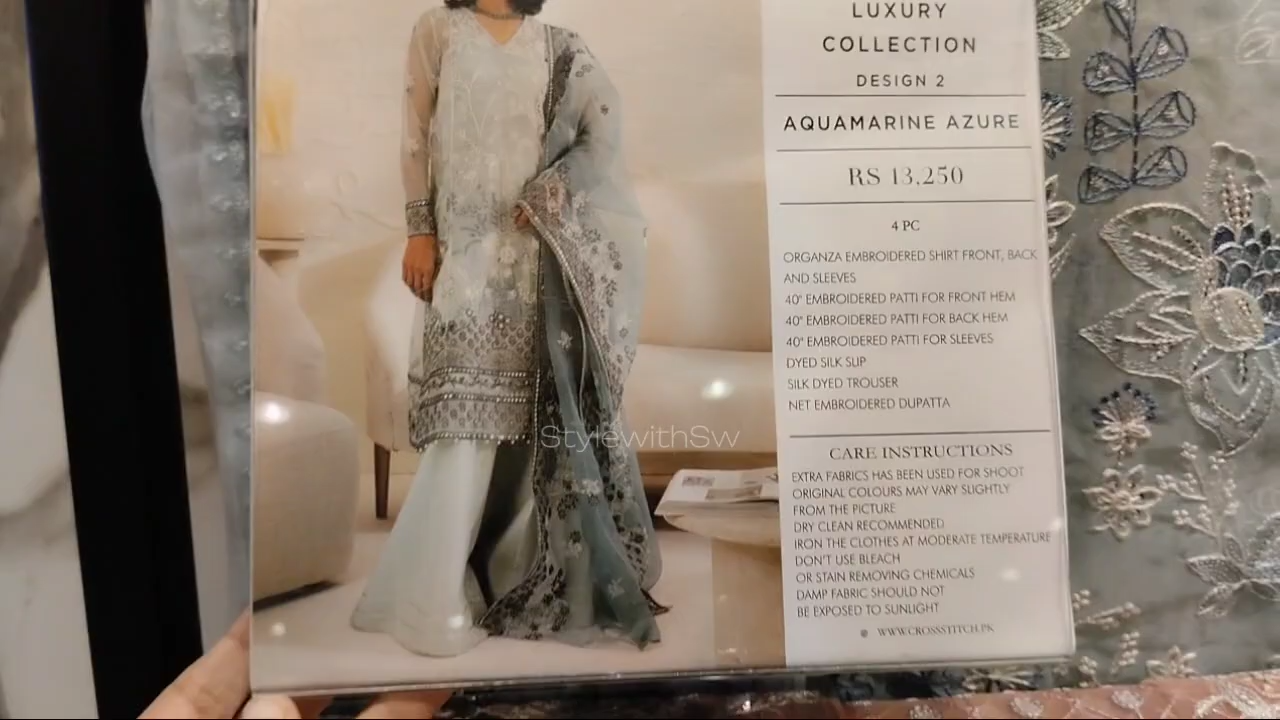 LUXURY
COLLECTION
DESIGN 2
AQUAMARINE AZURE
RS 13,250
4 PC
ORGANZA EMBROIDERED SHIRT FRONT, BACK
AND SLEEVES
40" EMBROIDERED PATTI FOR FRONT HEM
40" EMBROIDERED PATTI FOR BACK HEM
40" EMBROIDERED PATTI FOR SLEEVES
DYED SILK SLIP
SILK DYED TROUSER
NET EMBROIDERED DUPATTA
CARE INSTRUCTIONS
EXTRA FABRICS HAS BEEN USED FOR SHOOT
ORIGINAL COLOURS MAY VARY SLIGHTLY
FROM THE PICTURE
DRY CLEAN RECOMMENDED
IRON THE CLOTHES AT MODERATE TEMPERATURE
DON'T USE BLEACH
OR STAIN REMOVING CHEMICALS
DAMP FABRIC SHOULD NOT
BE EXPOSED TO SUNLIGHT
WWW.CROSSSTITCH.PK
StylewithSw